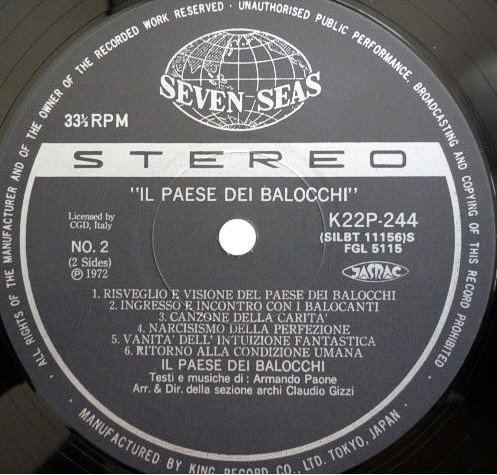 ALL RIGHTS OF THE MANUFACTURER AND OF THE OWNER OF THE RECORDED WORK RESERVED · UNAUTHORISED PUBLIC PERFORMANCE, BROADCASTING AND COPYING OF THIS RECORD PROHIBITED ·
SEVEN-SEAS
33⅓ RPM
STEREO
"IL PAESE DEI BALOCCHI"
Licensed by
CGD, Italy
K22P-244
(SILBT 11156)S
FGL 5115
NO. 2
(2 Sides)
Ⓟ 1972
JASRAC
1. RISVEGLIO E VISIONE DEL PAESE DEI BALOCCHI
2. INGRESSO E INCONTRO CON I BALOCANTI
3. CANZONE DELLA CARITA'
4. NARCISISMO DELLA PERFEZIONE
5. VANITA' DELL' INTUIZIONE FANTASTICA
6. RITORNO ALLA CONDIZIONE UMANA
IL PAESE DEI BALOCCHI
Testi e musiche di : Armando Paone
Arr. & Dir. della sezione archi Claudio Gizzi
· MANUFACTURED BY KING RECORD CO., LTD. TOKYO, JAPAN ·